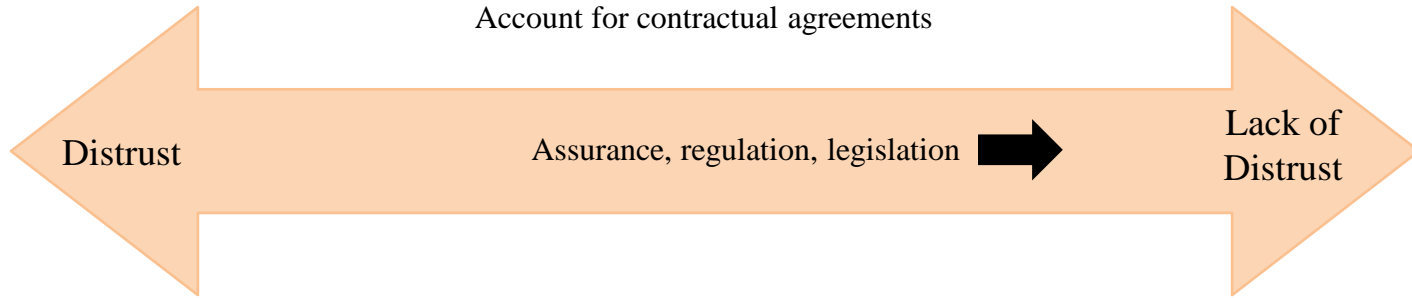 Account for contractual agreements
Distrust
Assurance, regulation, legislation
Lack of
Distrust